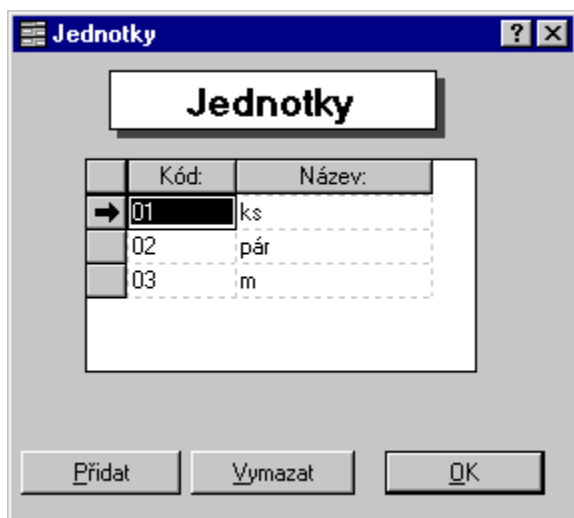 Jednotky
Jednotky
Kód: Název:
01 ks
02 pár
03 m
Přidat Vymazat OK